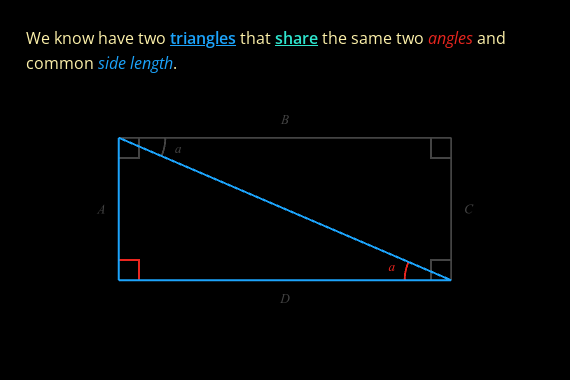 We know have two triangles that share the same two angles and
common side length.
B
a
A
C
a
D